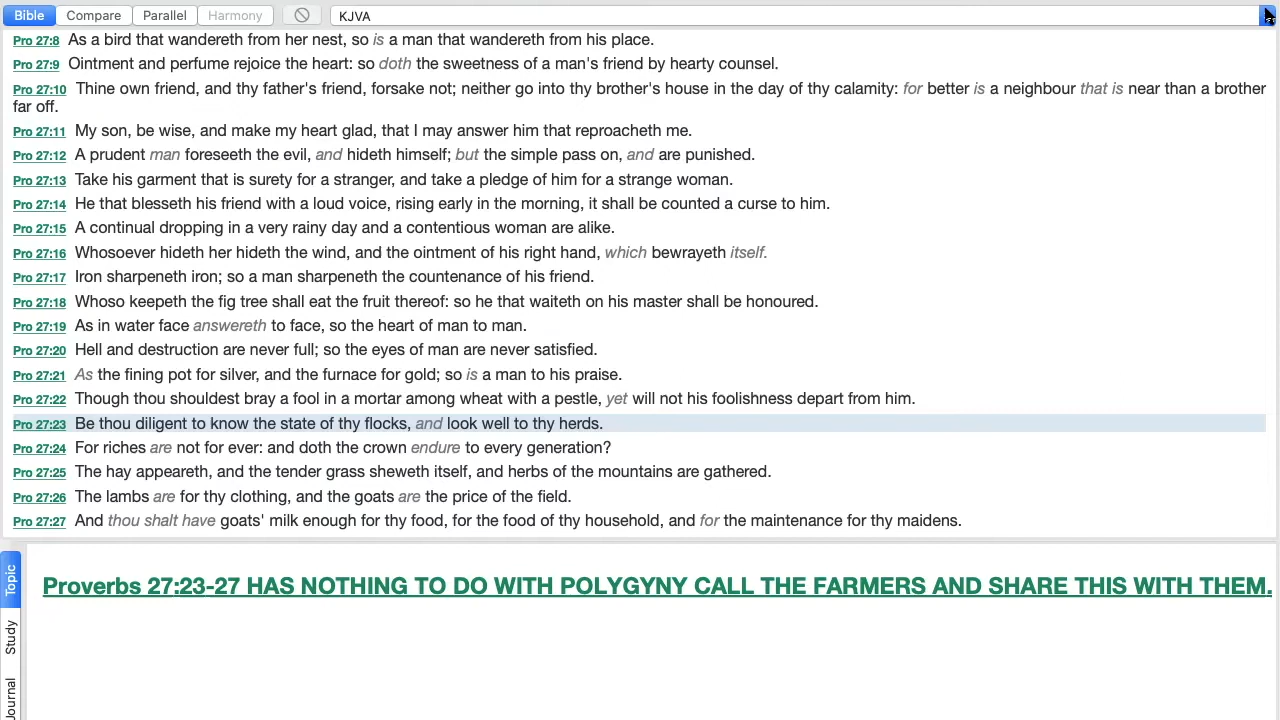 Bible Compare Parallel Harmony KJVA
Pro 27:8 As a bird that wandereth from her nest, so is a man that wandereth from his place.
Pro 27:9 Ointment and perfume rejoice the heart: so doth the sweetness of a man's friend by hearty counsel.
Pro 27:10 Thine own friend, and thy father's friend, forsake not; neither go into thy brother's house in the day of thy calamity: for better is a neighbour that is near than a brother
far off.
Pro 27:11 My son, be wise, and make my heart glad, that I may answer him that reproacheth me.
Pro 27:12 A prudent man foreseeth the evil, and hideth himself; but the simple pass on, and are punished.
Pro 27:13 Take his garment that is surety for a stranger, and take a pledge of him for a strange woman.
Pro 27:14 He that blesseth his friend with a loud voice, rising early in the morning, it shall be counted a curse to him.
Pro 27:15 A continual dropping in a very rainy day and a contentious woman are alike.
Pro 27:16 Whosoever hideth her hideth the wind, and the ointment of his right hand, which bewrayeth itself.
Pro 27:17 Iron sharpeneth iron; so a man sharpeneth the countenance of his friend.
Pro 27:18 Whoso keepeth the fig tree shall eat the fruit thereof: so he that waiteth on his master shall be honoured.
Pro 27:19 As in water face answereth to face, so the heart of man to man.
Pro 27:20 Hell and destruction are never full; so the eyes of man are never satisfied.
Pro 27:21 As the fining pot for silver, and the furnace for gold; so is a man to his praise.
Pro 27:22 Though thou shouldest bray a fool in a mortar among wheat with a pestle, yet will not his foolishness depart from him.
Pro 27:23 Be thou diligent to know the state of thy flocks, and look well to thy herds.
Pro 27:24 For riches are not for ever: and doth the crown endure to every generation?
Pro 27:25 The hay appeareth, and the tender grass sheweth itself, and herbs of the mountains are gathered.
Pro 27:26 The lambs are for thy clothing, and the goats are the price of the field.
Pro 27:27 And thou shalt have goats' milk enough for thy food, for the food of thy household, and for the maintenance for thy maidens.
Topic
Proverbs 27:23-27 HAS NOTHING TO DO WITH POLYGYNY CALL THE FARMERS AND SHARE THIS WITH THEM.
Study
Journal